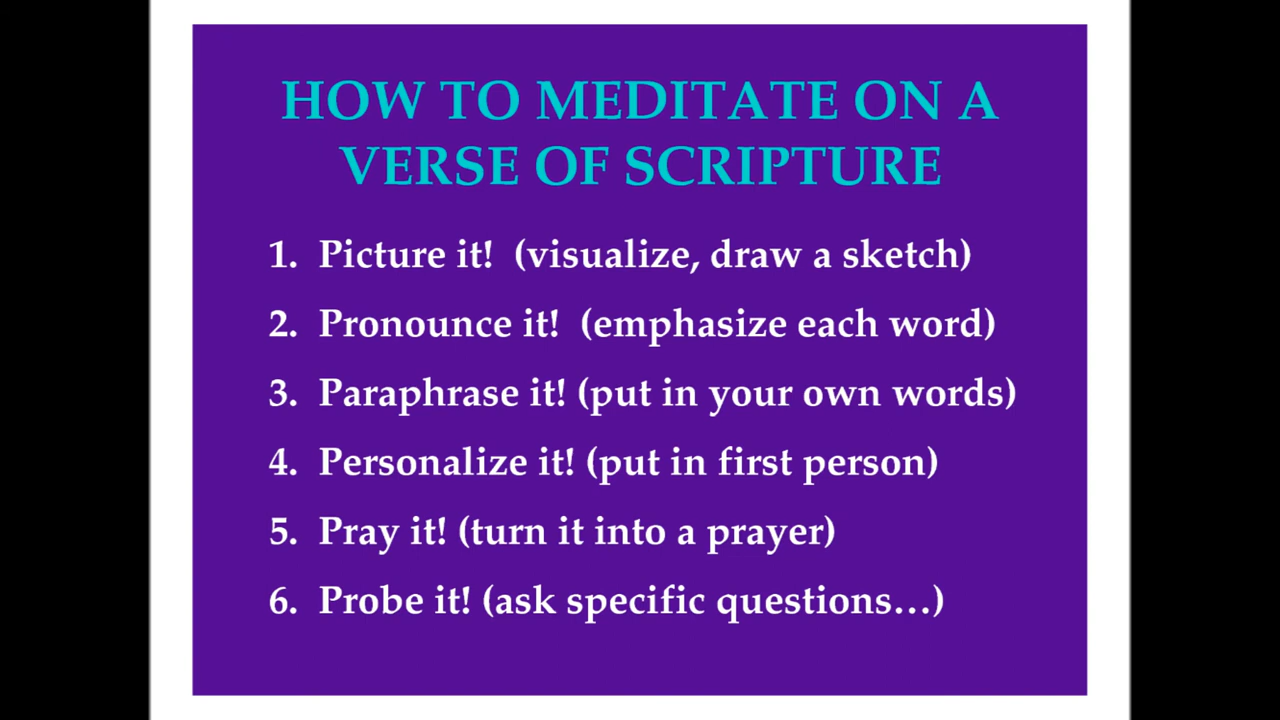 HOW TO MEDITATE ON A
VERSE OF SCRIPTURE
1. Picture it! (visualize, draw a sketch)
2. Pronounce it! (emphasize each word)
3. Paraphrase it! (put in your own words)
4. Personalize it! (put in first person)
5. Pray it! (turn it into a prayer)
6. Probe it! (ask specific questions…)